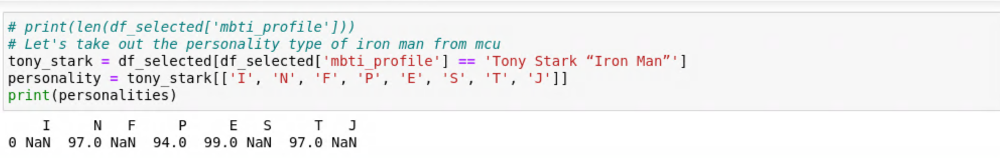 # print(len(df_selected['mbti_profile']))
# Let's take out the personality type of iron man from mcu
tony_stark = df_selected[df_selected['mbti_profile'] == 'Tony Stark “Iron Man”']
personality = tony_stark[['I', 'N', 'F', 'P', 'E', 'S', 'T', 'J']]
print(personalities)
I N F P E S T J
0 NaN 97.0 NaN 94.0 99.0 NaN 97.0 NaN